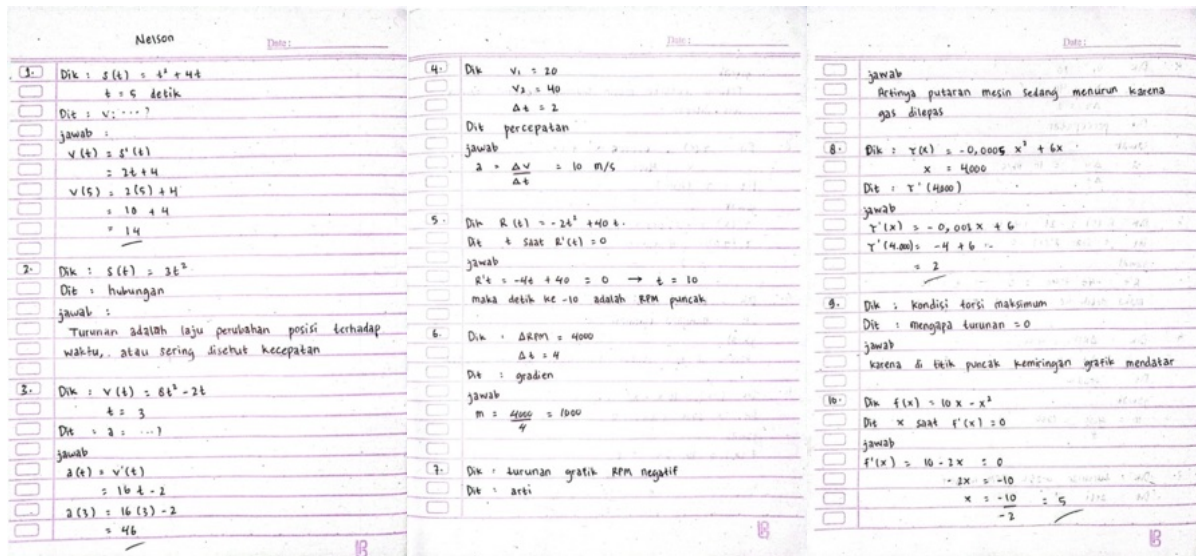 Nelson
Date:
1. Dik : s(t) = t² + 4t
t = 5 detik
Dit : v: ...?
jawab :
v(t) = s'(t)
= 2t + 4
v(5) = 2(5) + 4
= 10 + 4
= 14
2. Dik : s(t) = 3t²
Dit : hubungan
jawab :
Turunan adalah laju perubahan posisi terhadap
waktu, atau sering disebut kecepatan
3. Dik : v(t) = 8t² - 2t
t = 3
Dit : a = ...?
jawab
a(t) = v'(t)
= 16t - 2
a(3) = 16(3) - 2
= 46
B
Date:
4. Dik V₁ = 20
V₂ = 40
Δt = 2
Dit percepatan
jawab
a = Δv/Δt = 10 m/s
5. Dik R(t) = -2t² + 40t.
Dit t saat R'(t) = 0
jawab
R't = -4t + 40 = 0 → t = 10
maka detik ke-10 adalah RPM puncak
6. Dik : ΔRPM = 4000
Δt = 4
Dit : gradien
jawab
m = 4000/4 = 1000
7. Dik : turunan grafik RPM negatif
Dit : arti
B
Date:
jawab
Artinya putaran mesin sedang menurun karena
gas dilepas
8. Dik : τ(x) = -0,0005 x² + 6x
x = 4000
Dit : τ'(4000)
jawab
τ'(x) = -0,001x + 6
τ'(4.000) = -4 + 6
= 2
9. Dik : kondisi torsi maksimum
Dit : mengapa turunan = 0
jawab
karena di titik puncak kemiringan grafik mendatar
10. Dik f(x) = 10x - x²
Dit x saat f'(x) = 0
jawab
f'(x) = 10 - 2x = 0
-2x = -10
x = -10/-2 = 5
B